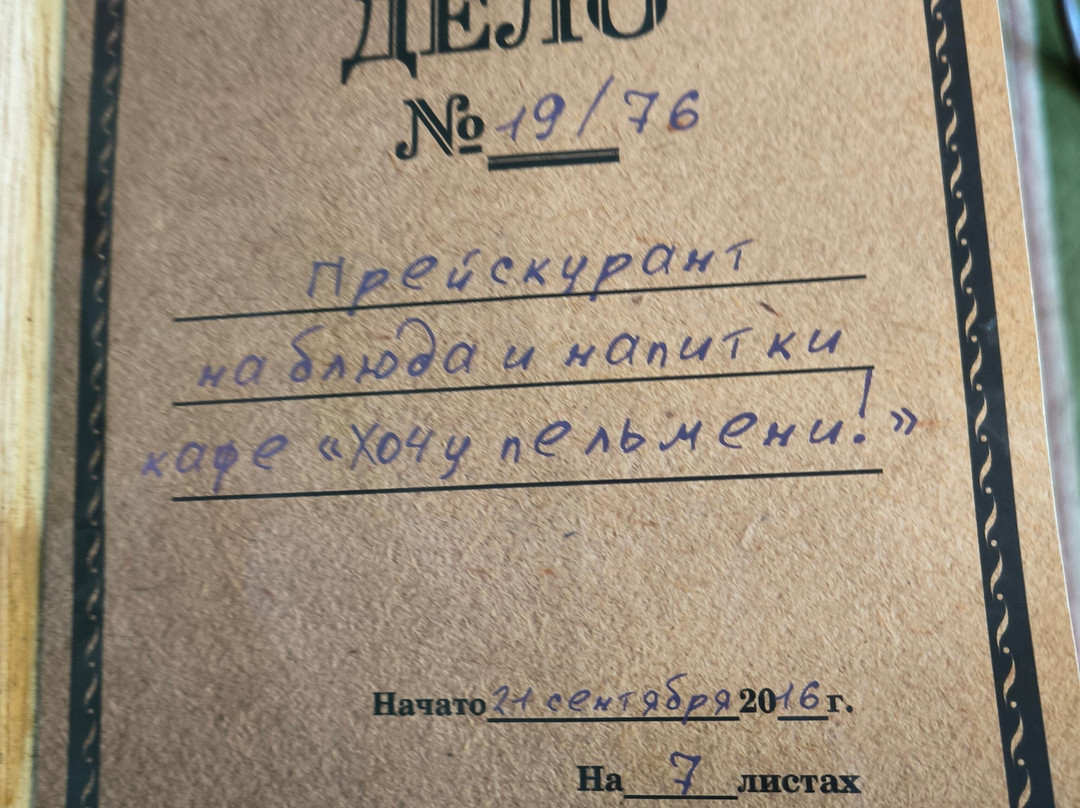 ДЕЛО
№ 19/76
Прейскурант
на блюда и напитки
кафе «Хочу пельмени!»
Начато 21 сентября 2016 г.
На 7 листах